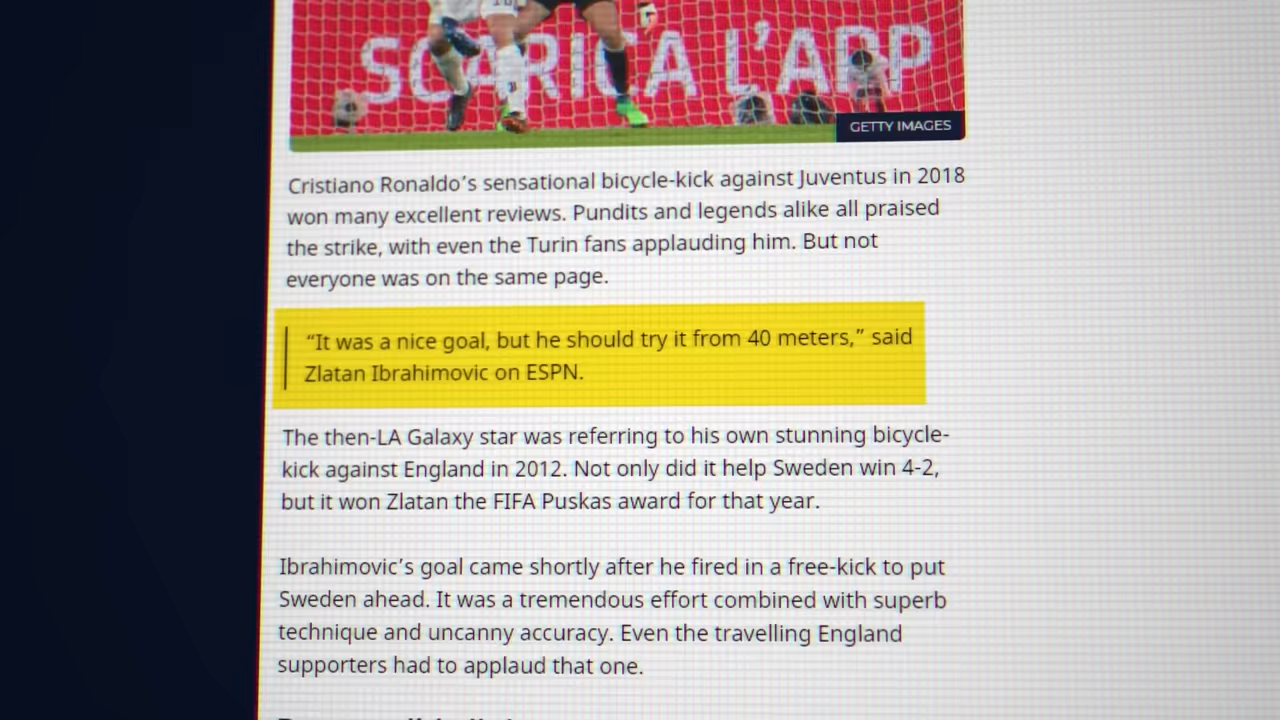 SCARICA L'APP
GETTY IMAGES
Cristiano Ronaldo’s sensational bicycle-kick against Juventus in 2018
won many excellent reviews. Pundits and legends alike all praised
the strike, with even the Turin fans applauding him. But not
everyone was on the same page.
“It was a nice goal, but he should try it from 40 meters,” said
Zlatan Ibrahimovic on ESPN.
The then-LA Galaxy star was referring to his own stunning bicycle-
kick against England in 2012. Not only did it help Sweden win 4-2,
but it won Zlatan the FIFA Puskas award for that year.
Ibrahimovic’s goal came shortly after he fired in a free-kick to put
Sweden ahead. It was a tremendous effort combined with superb
technique and uncanny accuracy. Even the travelling England
supporters had to applaud that one.